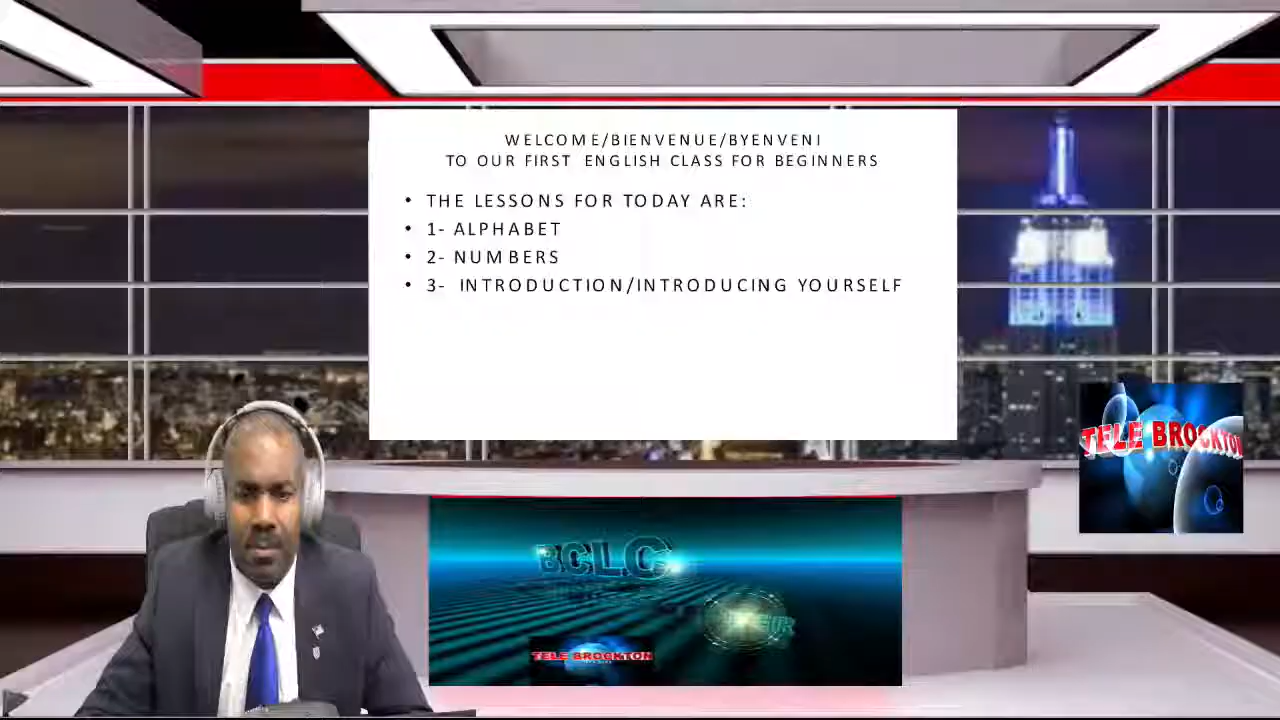 WELCOME/BIENVENUE/BYENVENI
TO OUR FIRST ENGLISH CLASS FOR BEGINNERS
• THE LESSONS FOR TODAY ARE:
• 1- ALPHABET
• 2- NUMBERS
• 3- INTRODUCTION/INTRODUCING YOURSELF
TELE BROCKTON
BCLC
TELE BROCKTON